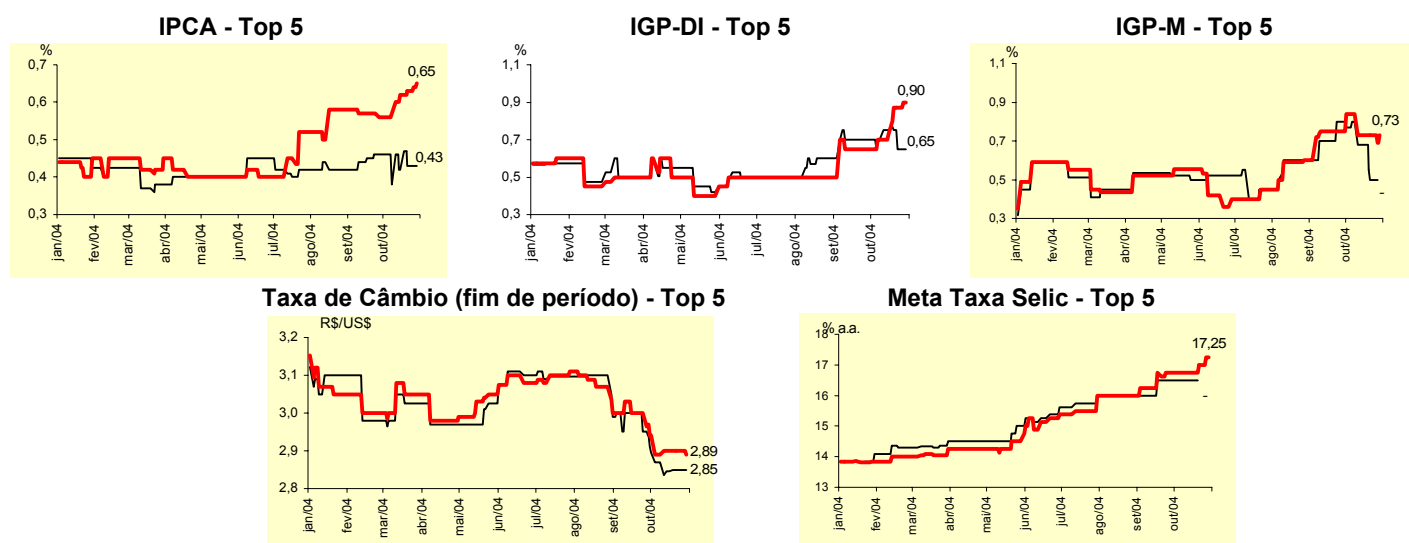 IPCA - Top 5
%
0,7
0,6
0,5
0,4
0,3
0,65
0,43
jan/04
fev/04
mar/04
abr/04
mai/04
jun/04
jul/04
ago/04
set/04
out/04
IGP-DI - Top 5
%
1,1
0,9
0,7
0,5
0,3
0,90
0,65
jan/04
fev/04
mar/04
abr/04
mai/04
jun/04
jul/04
ago/04
set/04
out/04
IGP-M - Top 5
%
1,1
0,9
0,7
0,5
0,3
0,73
-
jan/04
fev/04
mar/04
abr/04
mai/04
jun/04
jul/04
ago/04
set/04
out/04
Taxa de Câmbio (fim de período) - Top 5
R$/US$
3,2
3,1
3,0
2,9
2,8
2,89
2,85
jan/04
fev/04
mar/04
abr/04
mai/04
jun/04
jul/04
ago/04
set/04
out/04
Meta Taxa Selic - Top 5
% a.a.
18
17
16
15
14
13
17,25
-
jan/04
fev/04
mar/04
abr/04
mai/04
jun/04
jul/04
ago/04
set/04
out/04